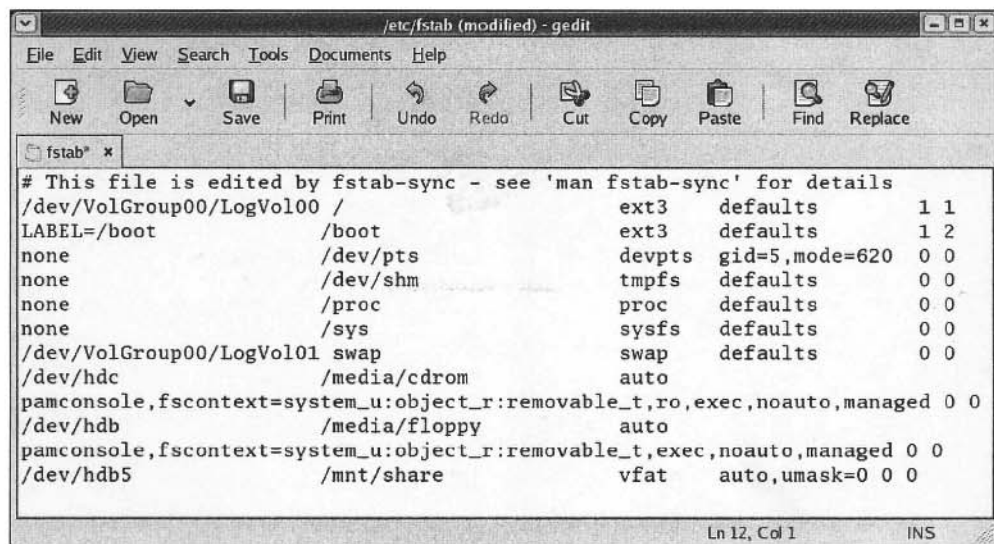 /etc/fstab (modified) - gedit
File Edit View Search Tools Documents Help
New Open Save Print Undo Redo Cut Copy Paste Find Replace
fstab*
# This file is edited by fstab-sync - see 'man fstab-sync' for details
/dev/VolGroup00/LogVol00 / ext3 defaults 1 1
LABEL=/boot /boot ext3 defaults 1 2
none /dev/pts devpts gid=5,mode=620 0 0
none /dev/shm tmpfs defaults 0 0
none /proc proc defaults 0 0
none /sys sysfs defaults 0 0
/dev/VolGroup00/LogVol01 swap swap defaults 0 0
/dev/hdc /media/cdrom auto
pamconsole,fscontext=system_u:object_r:removable_t,ro,exec,noauto,managed 0 0
/dev/hdb /media/floppy auto
pamconsole,fscontext=system_u:object_r:removable_t,exec,noauto,managed 0 0
/dev/hdb5 /mnt/share vfat auto,umask=0 0 0
Ln 12, Col 1 INS